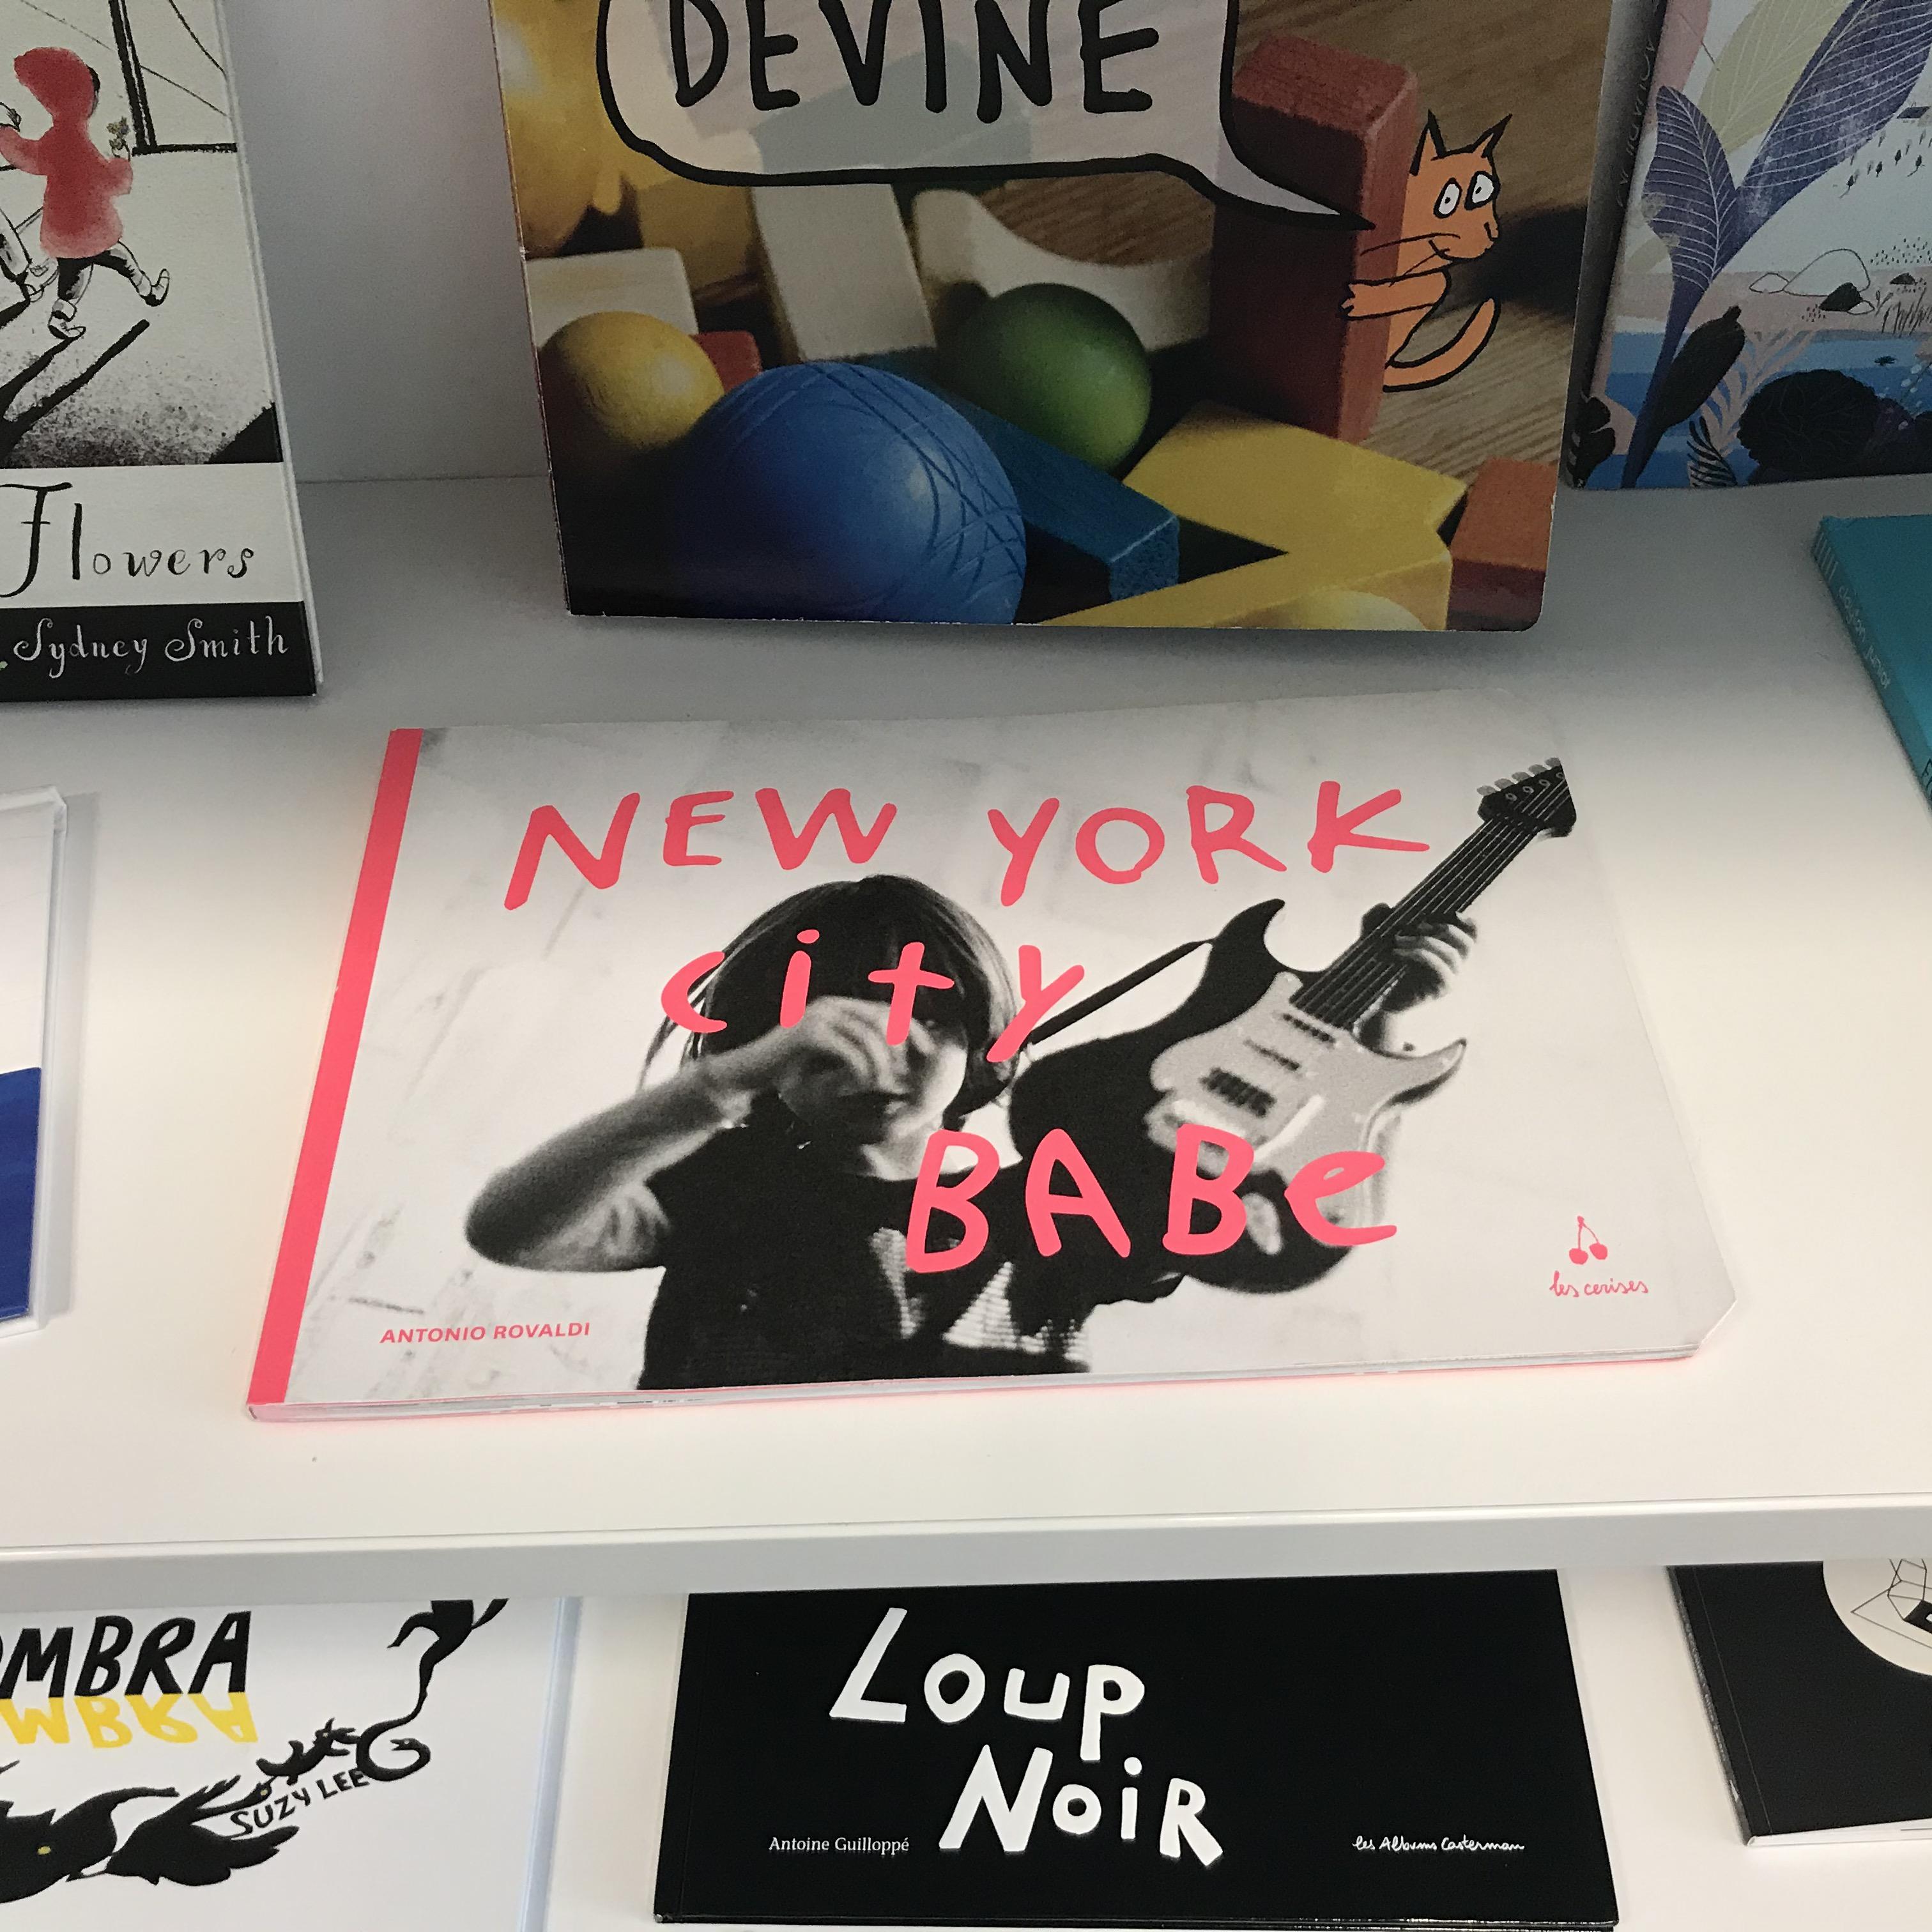 DEVINE
Flowers
Sydney Smith
NEW YORK
city
BABe
les cerises
ANTONIO ROVALDI
OMBRA
SUZY LEE
Loup
NoiR
Antoine Guilloppé
les Albums Casterman